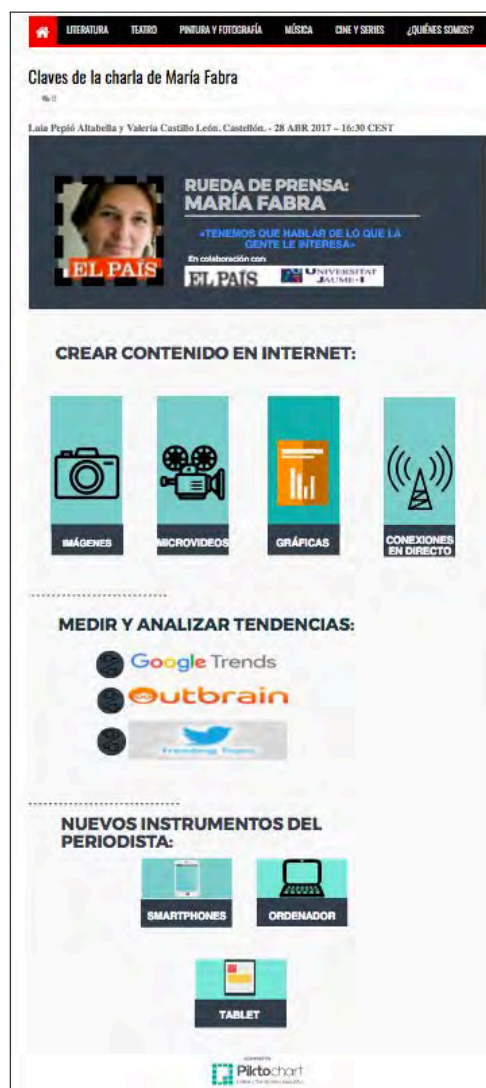 LITERATURA TEATRO PINTURA Y FOTOGRAFÍA MÚSICA CINE Y SERIES ¿QUIÉNES SOMOS?
Claves de la charla de María Fabra
0
Laia Pepió Altabella y Valeria Castillo León. Castellón. - 28 ABR 2017 – 16:30 CEST
RUEDA DE PRENSA:
MARÍA FABRA
«TENEMOS QUE HABLAR DE LO QUE LA
GENTE LE INTERESA»
En colaboración con:
EL PAÍS
EL PAÍS UNIVERSITAT
JAUME·I
CREAR CONTENIDO EN INTERNET:
IMÁGENES MICROVIDEOS GRÁFICAS CONEXIONES
EN DIRECTO
MEDIR Y ANALIZAR TENDENCIAS:
Google Trends
Outbrain
Trending Topic
NUEVOS INSTRUMENTOS DEL
PERIODISTA:
SMARTPHONES ORDENADOR
TABLET
Piktochart